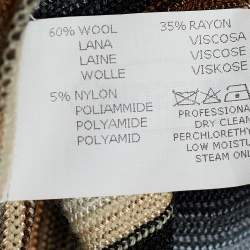 60% WOOL
LANA
LAINE
WOLLE
35% RAYON
VISCOSA
VISCOSE
VISKOSE
5% NYLON
POLIAMMIDE
POLYAMIDE
POLYAMID
PROFESSIONA
DRY CLEAN
PERCHLORETHY
LOW MOISTU
STEAM ONL